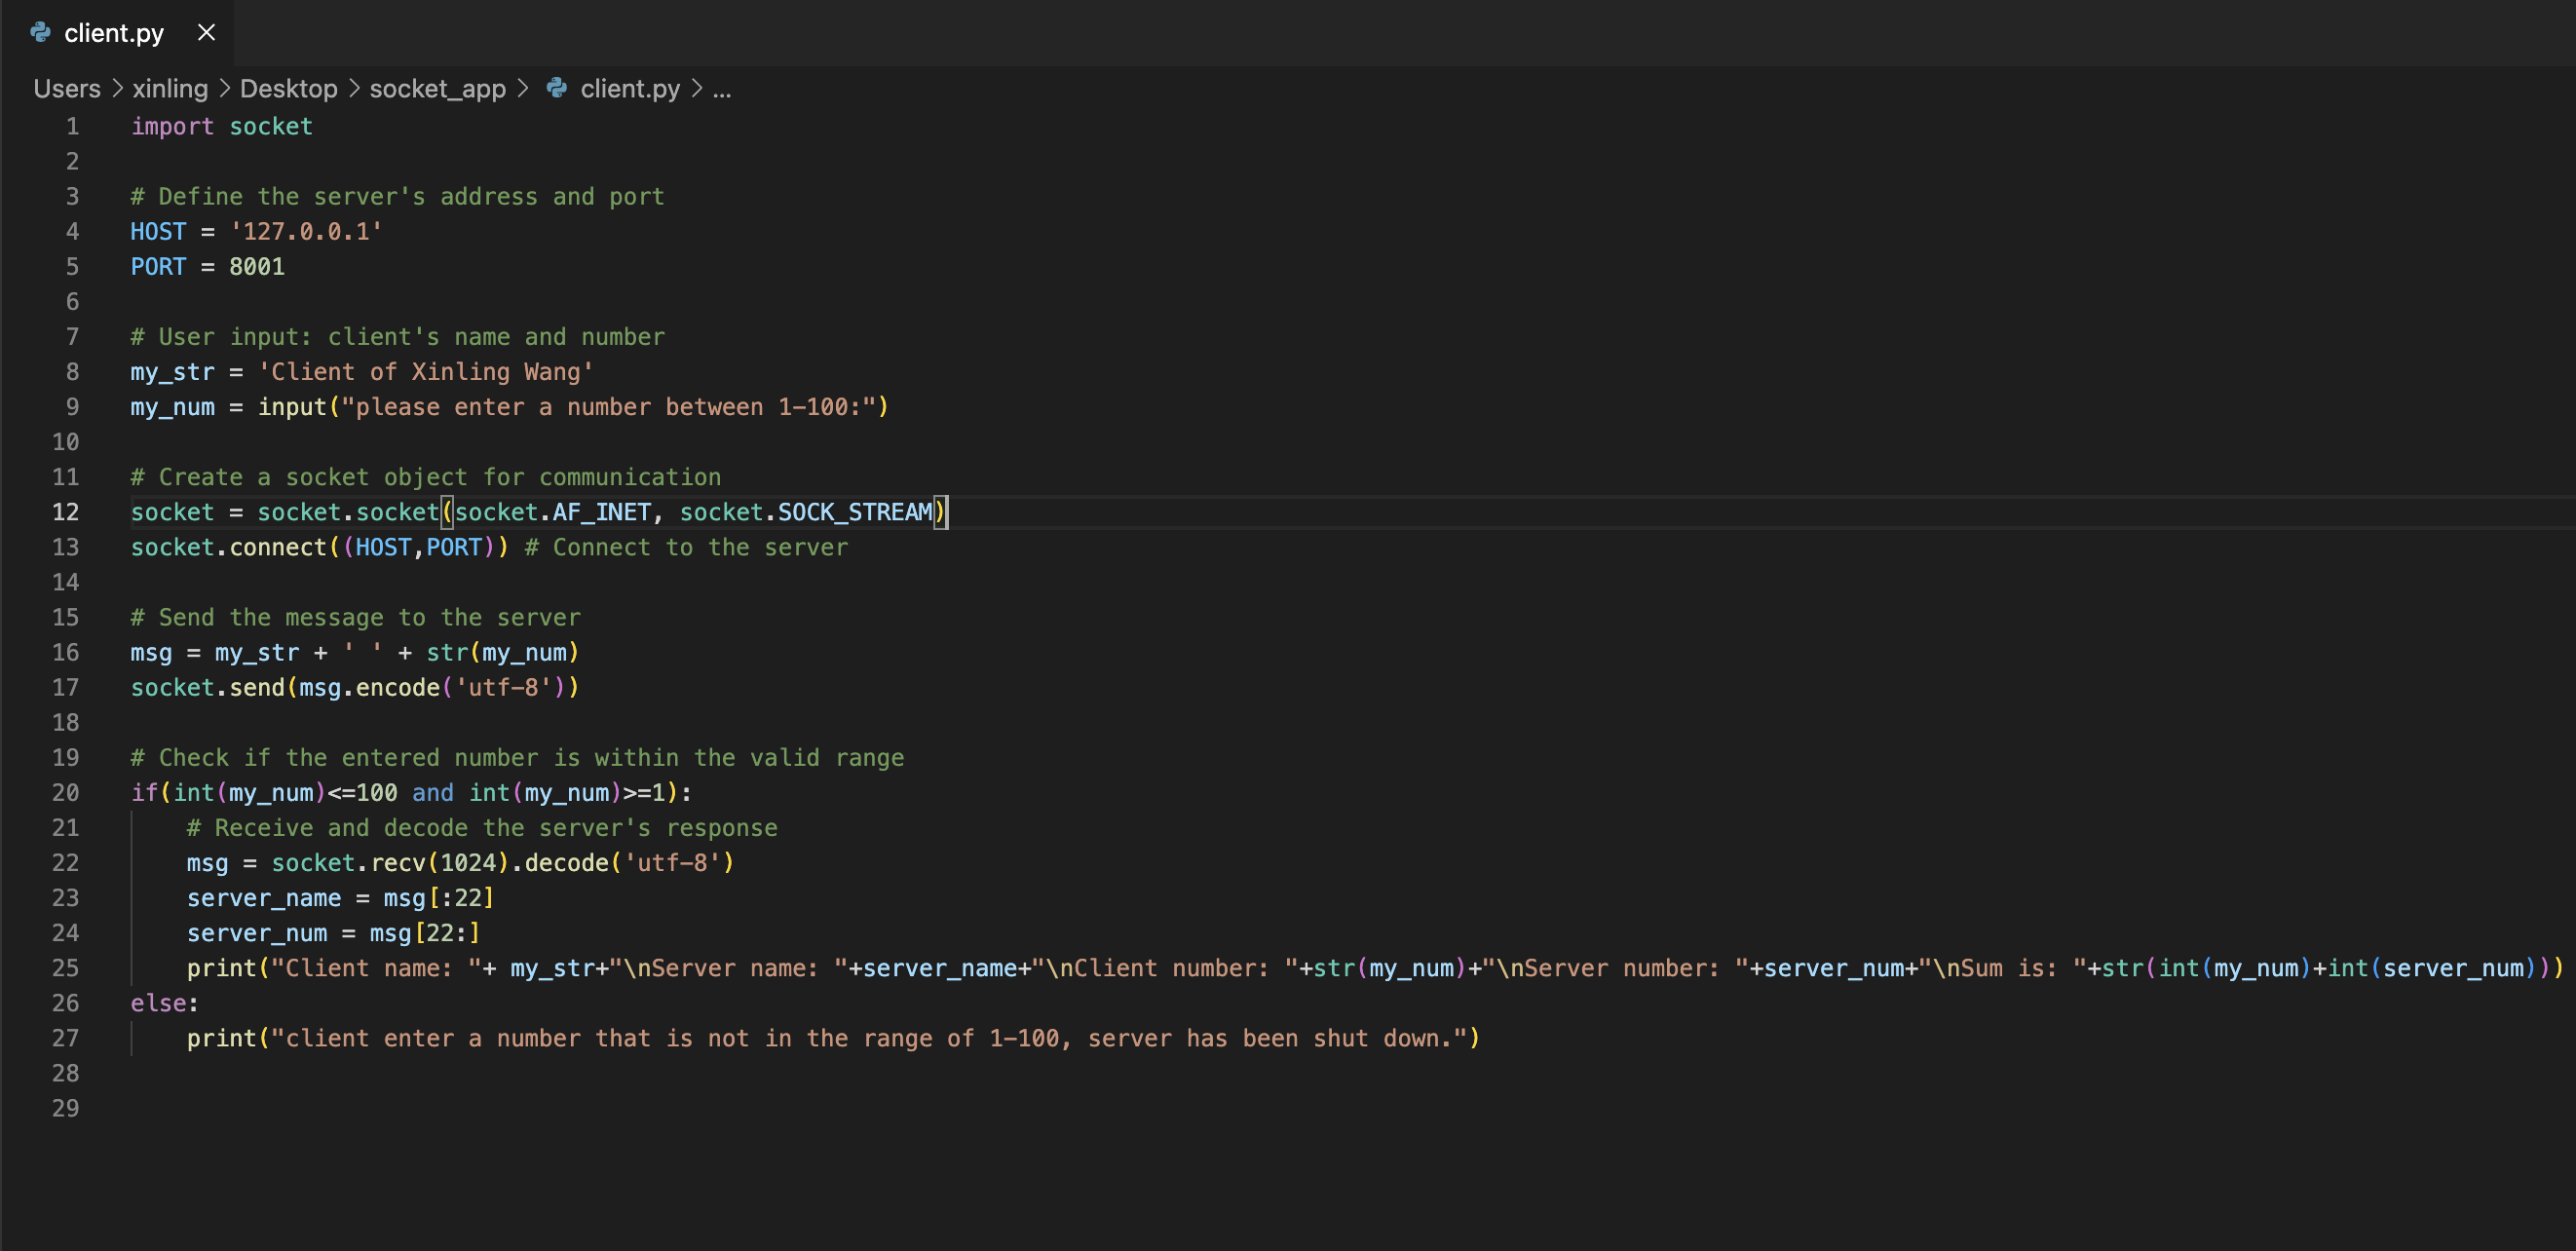 client.py
Users > xinling > Desktop > socket_app > client.py > ...
1 import socket
2
3 # Define the server's address and port
4 HOST = '127.0.0.1'
5 PORT = 8001
6
7 # User input: client's name and number
8 my_str = 'Client of Xinling Wang'
9 my_num = input("please enter a number between 1-100:")
10
11 # Create a socket object for communication
12 socket = socket.socket(socket.AF_INET, socket.SOCK_STREAM)
13 socket.connect((HOST,PORT)) # Connect to the server
14
15 # Send the message to the server
16 msg = my_str + ' ' + str(my_num)
17 socket.send(msg.encode('utf-8'))
18
19 # Check if the entered number is within the valid range
20 if(int(my_num)<=100 and int(my_num)>=1):
21     # Receive and decode the server's response
22     msg = socket.recv(1024).decode('utf-8')
23     server_name = msg[:22]
24     server_num = msg[22:]
25     print("Client name: "+ my_str+"\nServer name: "+server_name+"\nClient number: "+str(my_num)+"\nServer number: "+server_num+"\nSum is: "+str(int(my_num)+int(server_num)))
26 else:
27     print("client enter a number that is not in the range of 1-100, server has been shut down.")
28
29